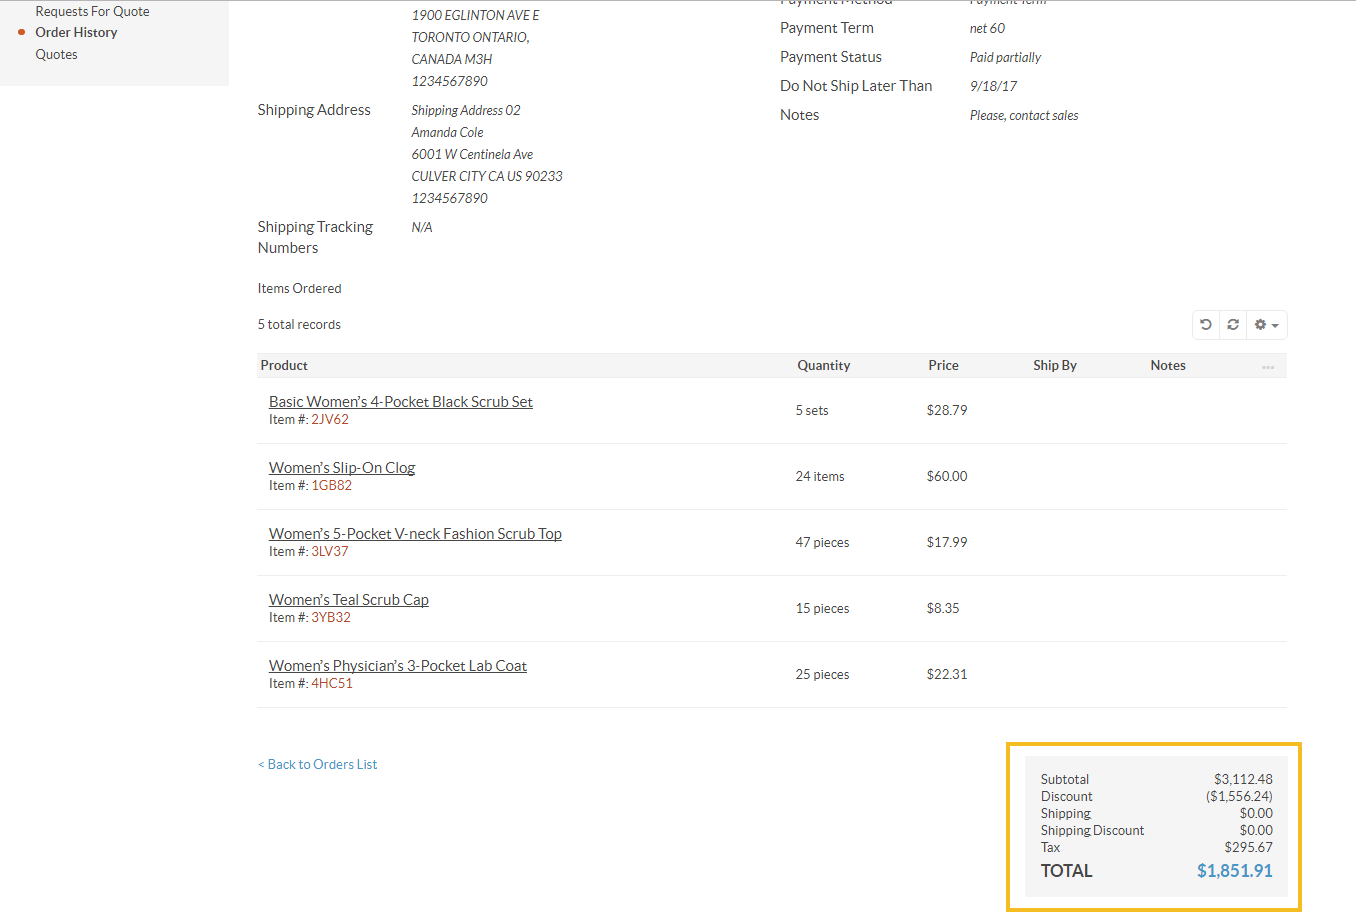 Requests For Quote
Order History
Quotes
1900 EGLINTON AVE E
TORONTO ONTARIO,
CANADA M3H
1234567890
Shipping Address
Shipping Address 02
Amanda Cole
6001 W Centinela Ave
CULVER CITY CA US 90233
1234567890
Shipping Tracking
Numbers
N/A
Payment Method
Payment Term
Payment Term
net 60
Payment Status
Paid partially
Do Not Ship Later Than
9/18/17
Notes
Please, contact sales
Items Ordered
5 total records
Product Quantity Price Ship By Notes ...
Basic Women's 4-Pocket Black Scrub Set
Item #: 2JV62
5 sets $28.79
Women's Slip-On Clog
Item #: 1GB82
24 items $60.00
Women's 5-Pocket V-neck Fashion Scrub Top
Item #: 3LV37
47 pieces $17.99
Women's Teal Scrub Cap
Item #: 3YB32
15 pieces $8.35
Women's Physician's 3-Pocket Lab Coat
Item #: 4HC51
25 pieces $22.31
< Back to Orders List
Subtotal $3,112.48
Discount ($1,556.24)
Shipping $0.00
Shipping Discount $0.00
Tax $295.67
TOTAL $1,851.91